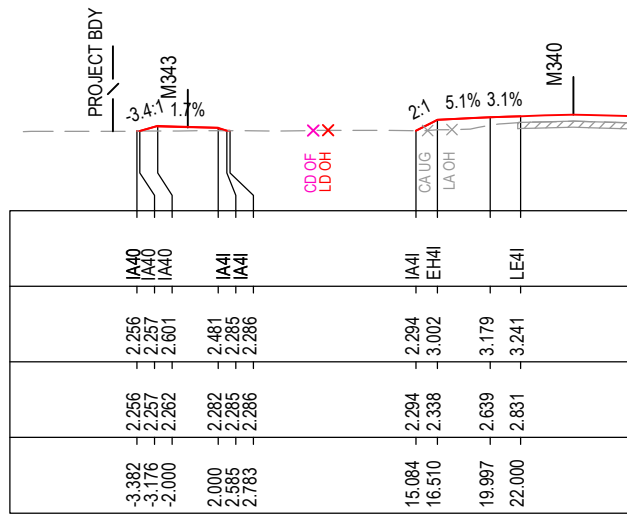 PROJECT BDY
M343
M340
-3.4:1
1.7%
2:1
5.1%
3.1%
CD OF
LD OH
CA UG
LA OH
IA40 IA40 IA40 IA4I IA4I IA4I EH4I LE4I
2.256 2.257 2.601 2.481 2.285 2.286 2.294 3.002 3.179 3.241
2.256 2.257 2.262 2.282 2.285 2.286 2.294 2.338 2.639 2.831
-3.382 -3.176 -2.000 2.000 2.585 2.783 15.084 16.510 19.997 22.000